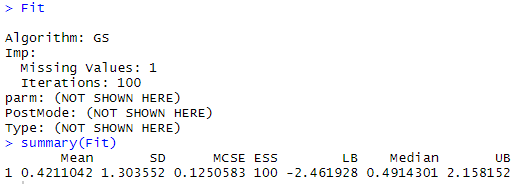 > Fit
Algorithm: GS
Imp:
  Missing Values: 1
  Iterations: 100
parm: (NOT SHOWN HERE)
PostMode: (NOT SHOWN HERE)
Type: (NOT SHOWN HERE)
> summary(Fit)
       Mean       SD      MCSE ESS        LB    Median       UB
1 0.4211042 1.303552 0.1250583 100 -2.461928 0.4914301 2.158152